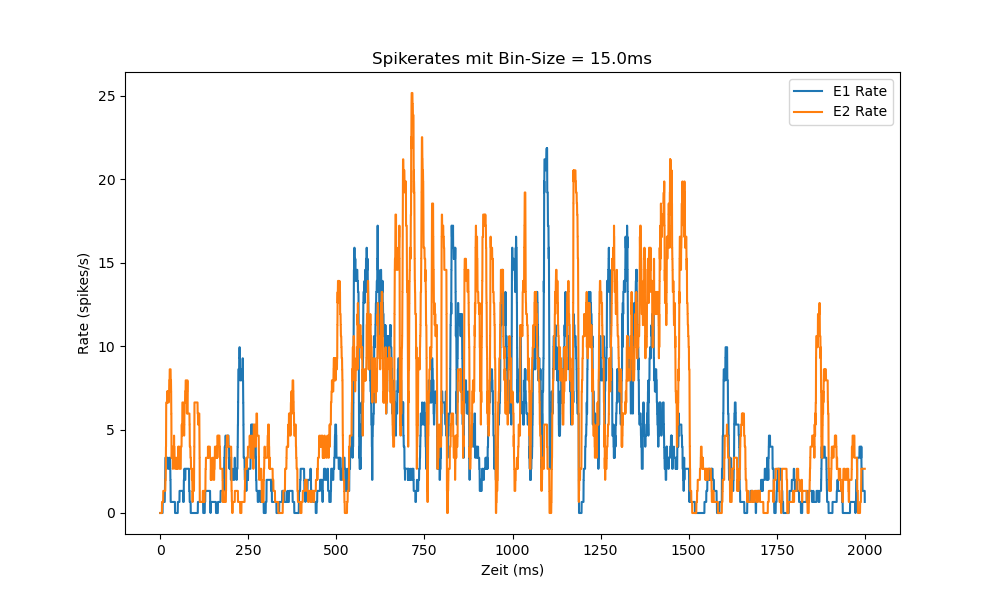 Spikerates mit Bin-Size = 15.0ms
E1 Rate
E2 Rate
25
20
15
10
5
0
Rate (spikes/s)
0 250 500 750 1000 1250 1500 1750 2000
Zeit (ms)